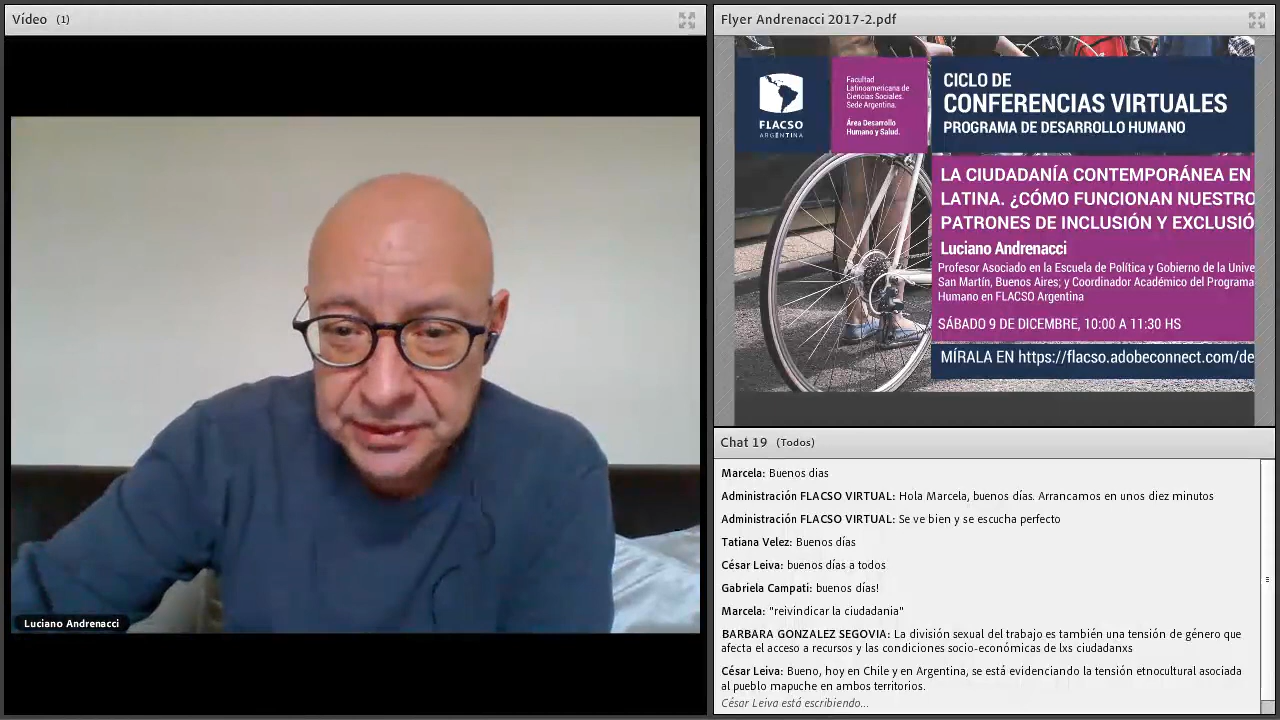 Vídeo (1)
Luciano Andrenacci
Flyer Andrenacci 2017-2.pdf
FLACSO
ARGENTINA
Facultad
Latinoamericana de
Ciencias Sociales.
Sede Argentina.
Área Desarrollo
Humano y Salud.
CICLO DE
CONFERENCIAS VIRTUALES
PROGRAMA DE DESARROLLO HUMANO
LA CIUDADANÍA CONTEMPORÁNEA EN
LATINA. ¿CÓMO FUNCIONAN NUESTRO
PATRONES DE INCLUSIÓN Y EXCLUSIÓ
Luciano Andrenacci
Profesor Asociado en la Escuela de Política y Gobierno de la Unive
San Martín, Buenos Aires; y Coordinador Académico del Programa
Humano en FLACSO Argentina
SÁBADO 9 DE DICIEMBRE, 10:00 A 11:30 HS
MÍRALA EN https://flacso.adobeconnect.com/de
Chat 19 (Todos)
Marcela: Buenos dias
Administración FLACSO VIRTUAL: Hola Marcela, buenos días. Arrancamos en unos diez minutos
Administración FLACSO VIRTUAL: Se ve bien y se escucha perfecto
Tatiana Velez: Buenos días
César Leiva: buenos días a todos
Gabriela Campati: buenos días!
Marcela: "reivindicar la ciudadania"
BARBARA GONZALEZ SEGOVIA: La división sexual del trabajo es también una tensión de género que
afecta el acceso a recursos y las condiciones socio-económicas de lxs ciudadanxs
César Leiva: Bueno, hoy en Chile y en Argentina, se está evidenciando la tensión etnocultural asociada
al pueblo mapuche en ambos territorios.
César Leiva está escribiendo...